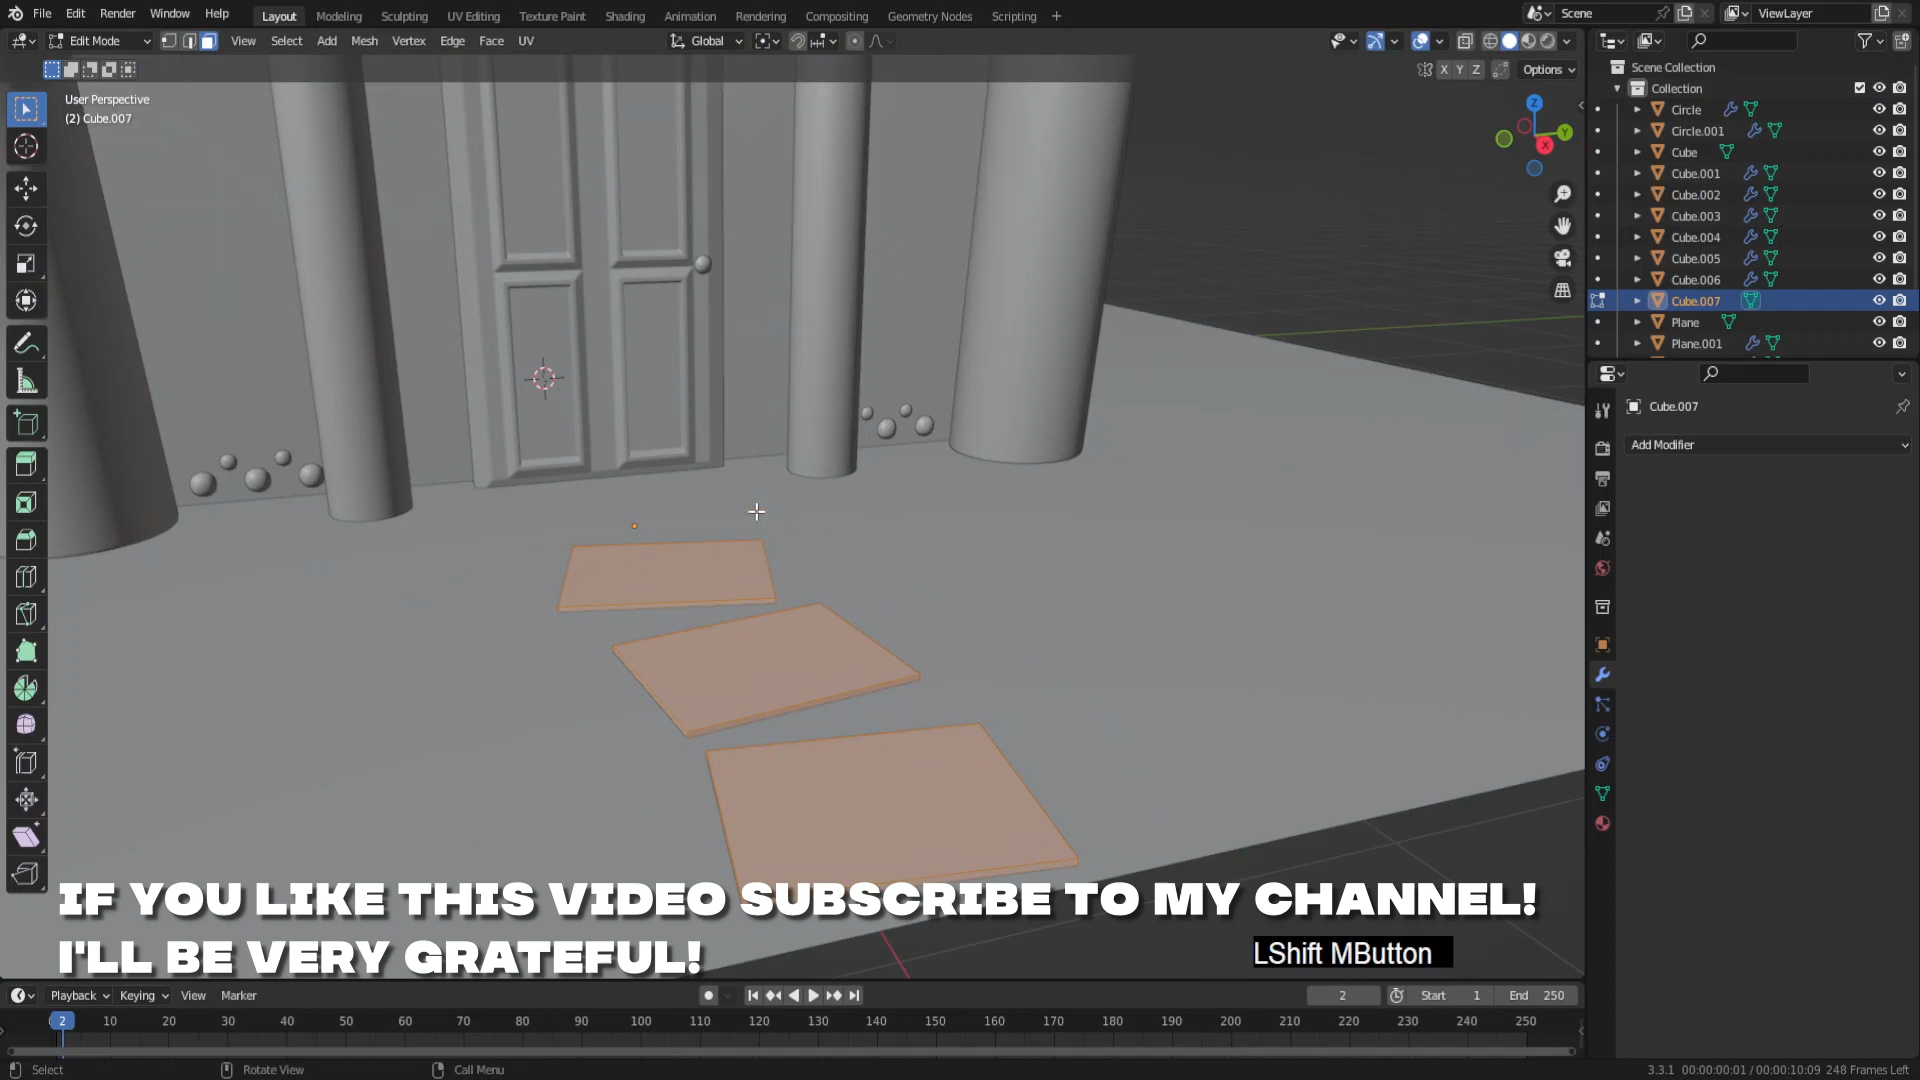 File Edit Render Window Help Layout Modeling Sculpting UV Editing Texture Paint Shading Animation Rendering Compositing Geometry Nodes Scripting + Scene ViewLayer
Edit Mode View Select Add Mesh Vertex Edge Face UV Global
X Y Z Options
User Perspective
(2) Cube.007
Z
Y
X
Scene Collection
Collection
Circle
Circle.001
Cube
Cube.001
Cube.002
Cube.003
Cube.004
Cube.005
Cube.006
Cube.007
Plane
Plane.001
Cube.007
Add Modifier
IF YOU LIKE THIS VIDEO SUBSCRIBE TO MY CHANNEL!
I'LL BE VERY GRATEFUL!
LShift MButton
Playback Keying View Marker 2 Start 1 End 250
2 10 20 30 40 50 60 70 80 90 100 110 120 130 140 150 160 170 180 190 200 210 220 230 240 250
Select Rotate View Call Menu 3.3.1 00:00:00:01 / 00:00:10:09 248 Frames Left